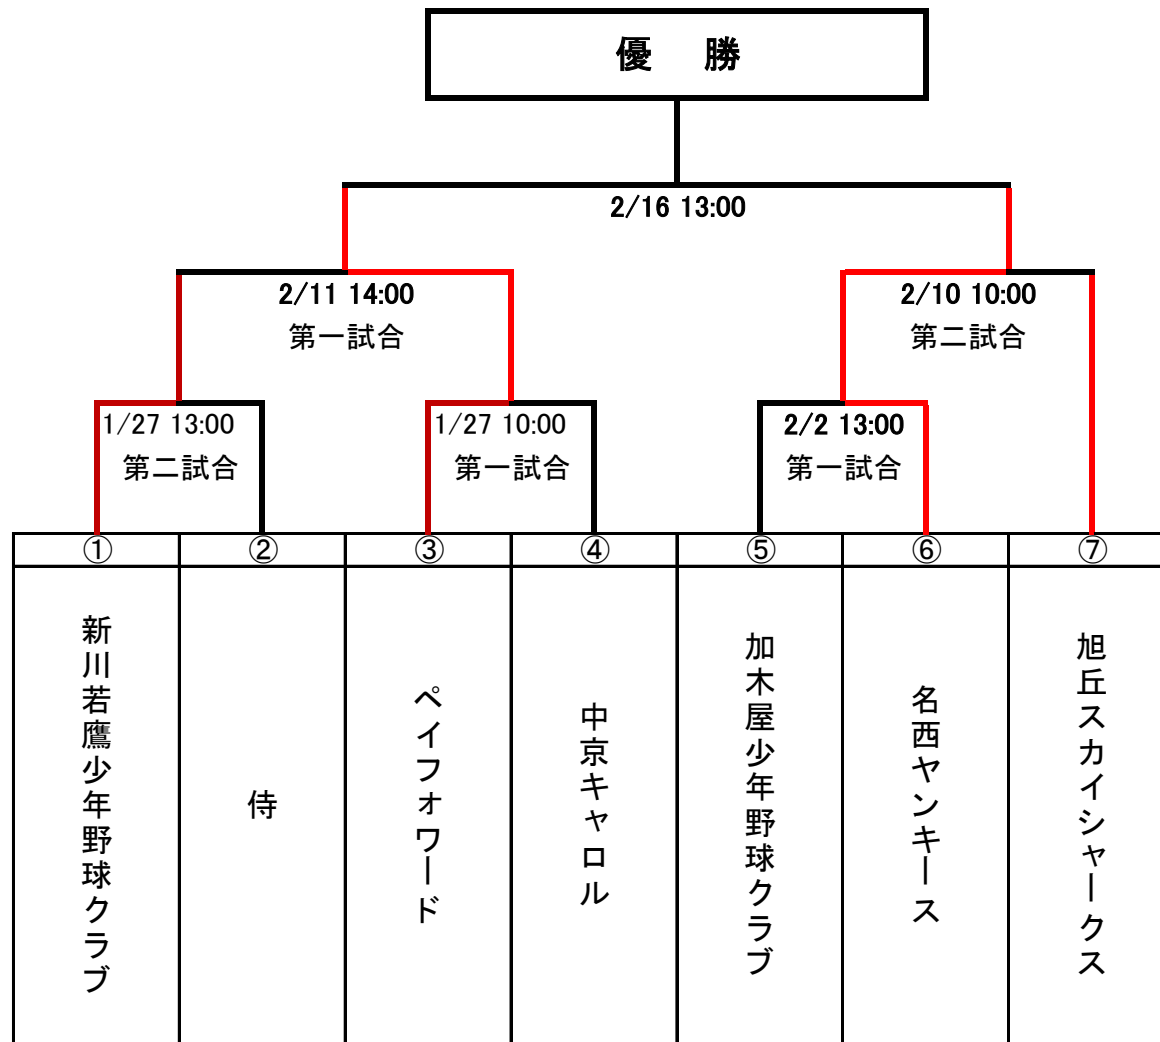 優　勝
2/16 13:00
2/11 14:00
第一試合
2/10 10:00
第二試合
1/27 13:00
第二試合
1/27 10:00
第一試合
2/2 13:00
第一試合
①
②
③
④
⑤
⑥
⑦
新川若鷹少年野球クラブ
侍
ペイフォワード
中京キャロル
加木屋少年野球クラブ
名西ヤンキース
旭丘スカイシャークス